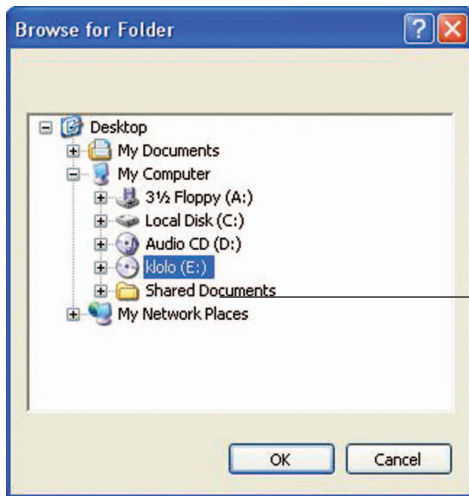 Browse for Folder
Desktop
My Documents
My Computer
3½ Floppy (A:)
Local Disk (C:)
Audio CD (D:)
klolo (E:)
Shared Documents
My Network Places
OK
Cancel